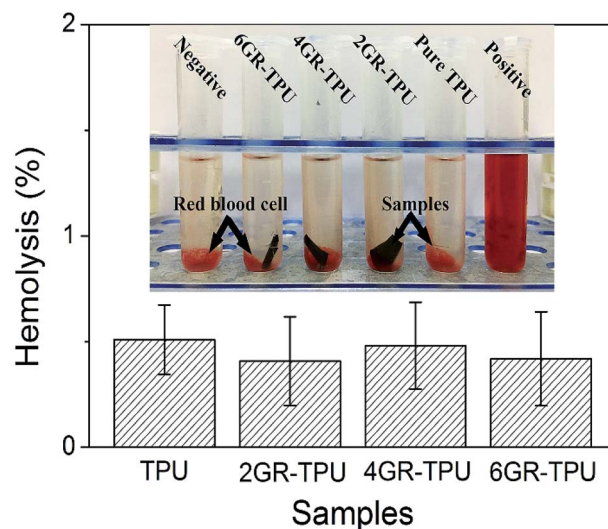 2
Negative
6GR-TPU
4GR-TPU
2GR-TPU
Pure TPU
Positive
Red blood cell
Samples
Hemolysis (%)
1
0
TPU
2GR-TPU
4GR-TPU
6GR-TPU
Samples